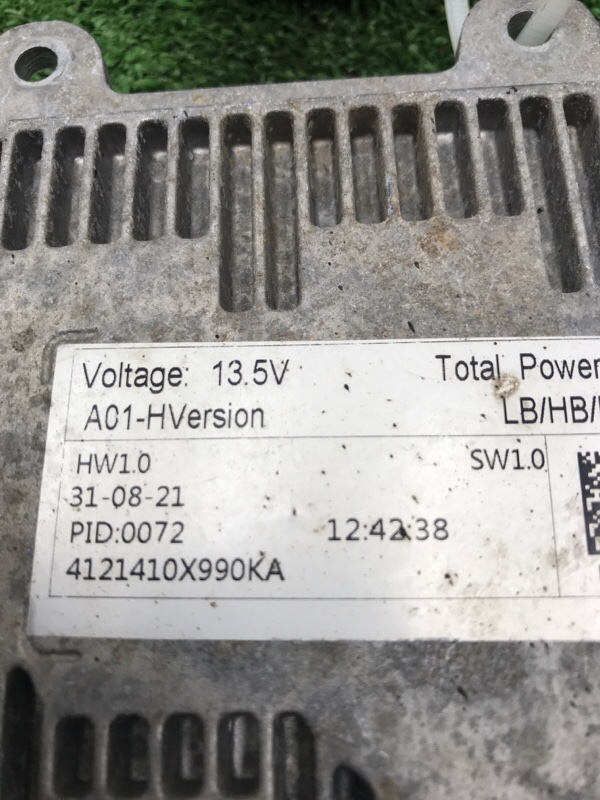 Voltage: 13.5V Total Power
A01-HVersion LB/HB/
HW1.0 SW1.0
31-08-21
PID:0072 12:42:38
4121410X990KA